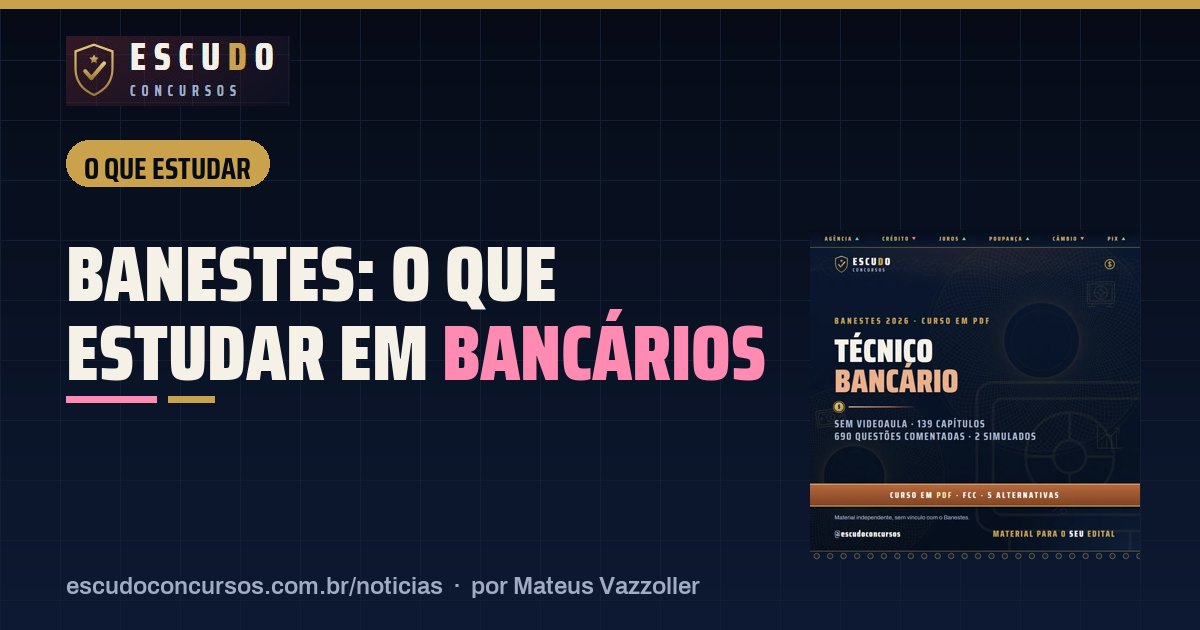 ESCUDO
CONCURSOS
O QUE ESTUDAR
BANESTES: O QUE
ESTUDAR EM BANCÁRIOS
AGÊNCIA ▲ CRÉDITO ▼ JUROS ▲ POUPANÇA ▲ CÂMBIO ▼ PIX ▲
ESCUDO
CONCURSOS
$
BANESTES 2026 · CURSO EM PDF
TÉCNICO
BANCÁRIO
SEM VIDEOAULA · 139 CAPÍTULOS
690 QUESTÕES COMENTADAS · 2 SIMULADOS
CURSO EM PDF · FCC · 5 ALTERNATIVAS
Material independente, sem vínculo com o Banestes.
@escudoconcursos
MATERIAL PARA O SEU EDITAL
escudoconcursos.com.br/noticias · por Mateus Vazzoller